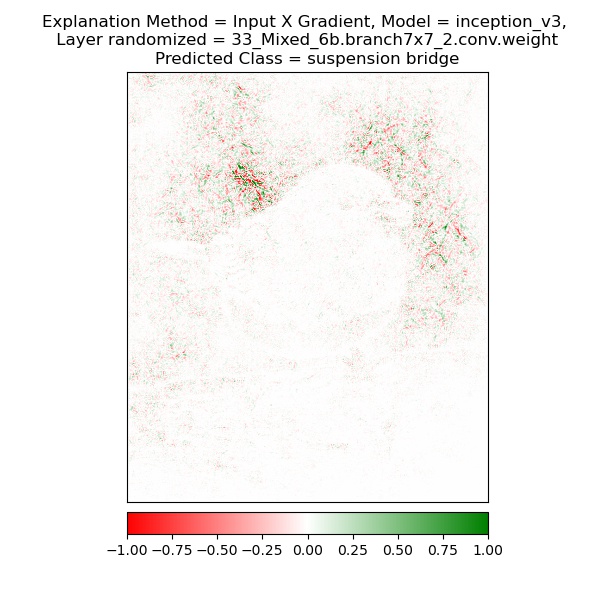 Explanation Method = Input X Gradient, Model = inception_v3,
Layer randomized = 33_Mixed_6b.branch7x7_2.conv.weight
Predicted Class = suspension bridge
−1.00 −0.75 −0.50 −0.25 0.00 0.25 0.50 0.75 1.00